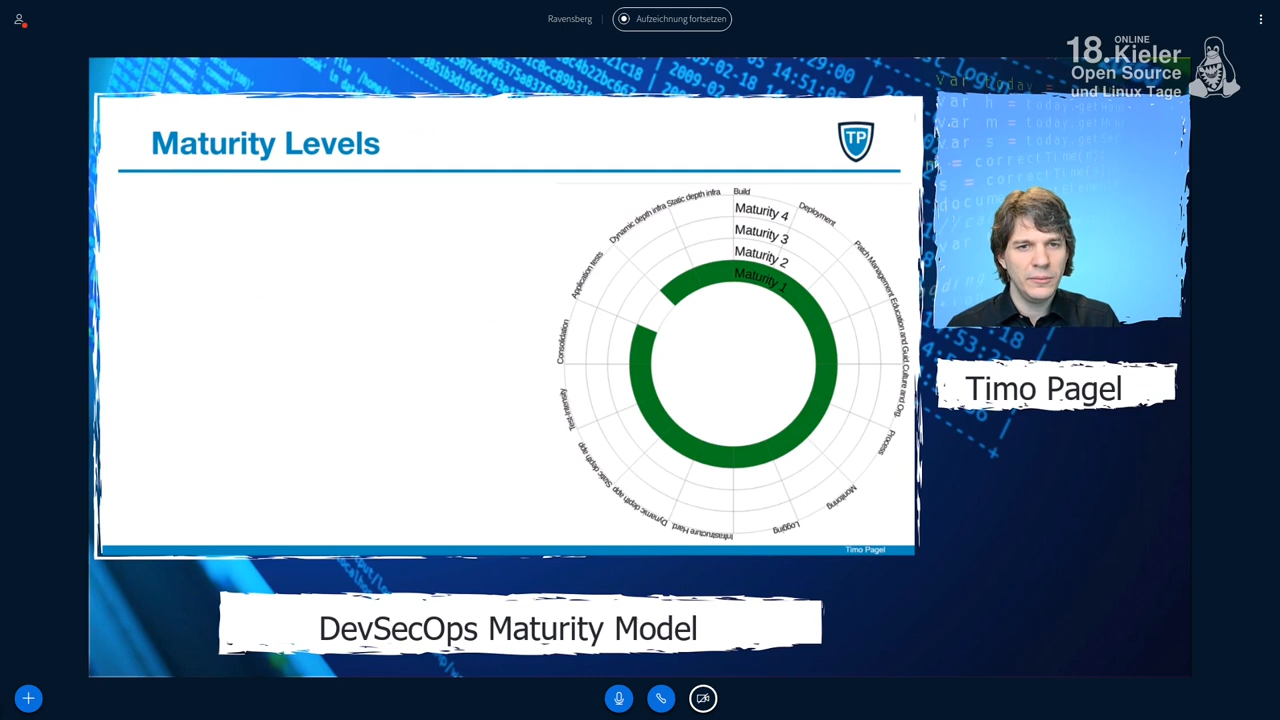 Ravensberg
Aufzeichnung fortsetzen
ONLINE
18.Kieler
Open Source
und Linux Tage
Maturity Levels
TP
Build
Deployment
Patch Management
Education and Guid.
Culture and Org.
Process
Monitoring
Logging
Infrastructure Hard.
Dynamic depth app
Static depth app
Test-Intensity
Consolidation
Application tests
Dynamic depth infra
Static depth infra
Maturity 4
Maturity 3
Maturity 2
Maturity 1
Timo Pagel
Timo Pagel
DevSecOps Maturity Model